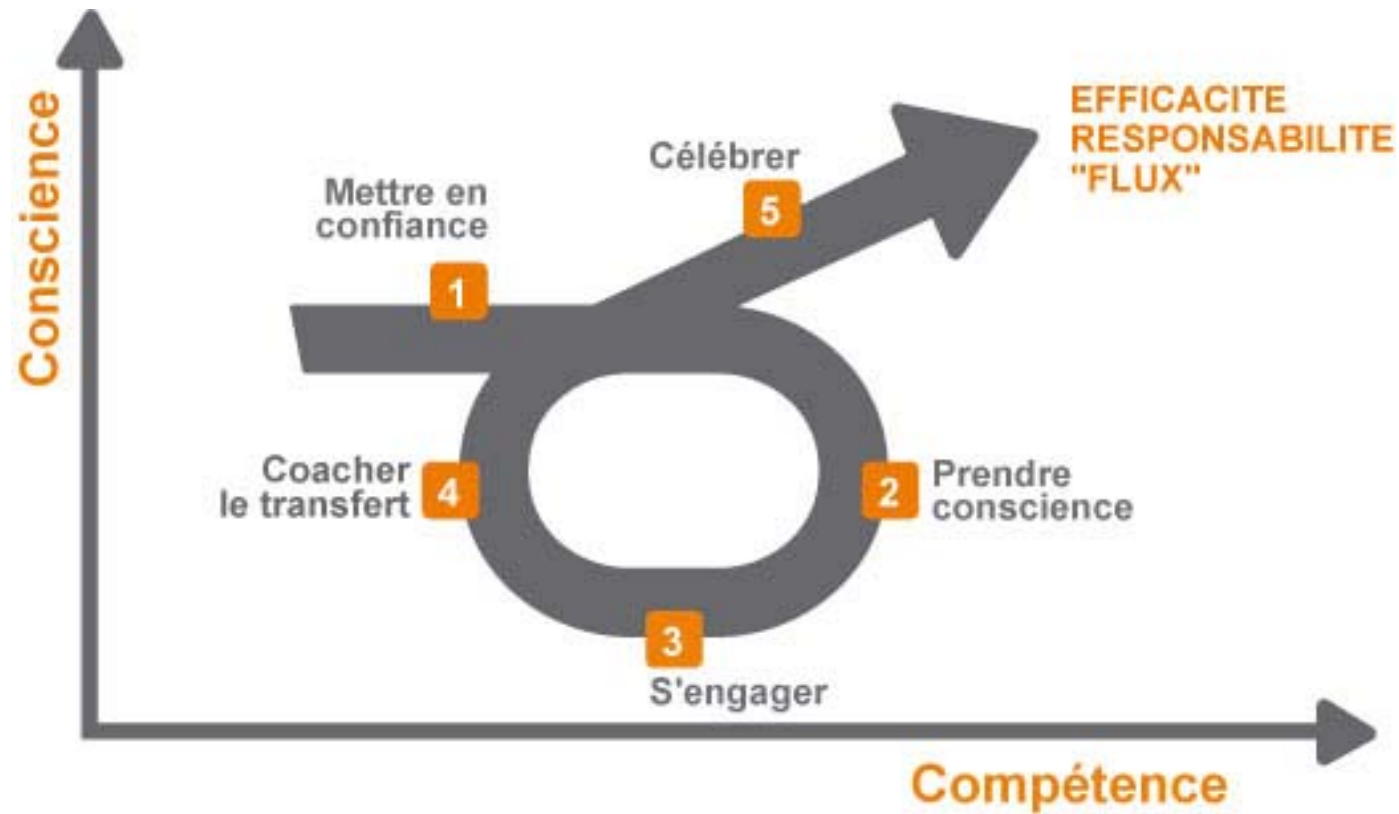 Conscience
EFFICACITE
RESPONSABILITE
"FLUX"
Célébrer
5
Mettre en
confiance
1
Coacher
le transfert
4
2
Prendre
conscience
3
S'engager
Compétence